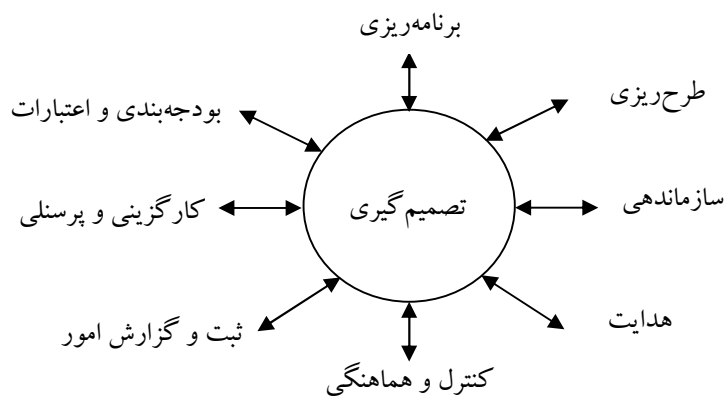 برنامه‌ریزی
طرح‌ریزی
بودجه‌بندی و اعتبارات
تصمیم‌گیری
سازماندهی
کارگزینی و پرسنلی
هدایت
ثبت و گزارش امور
کنترل و هماهنگی